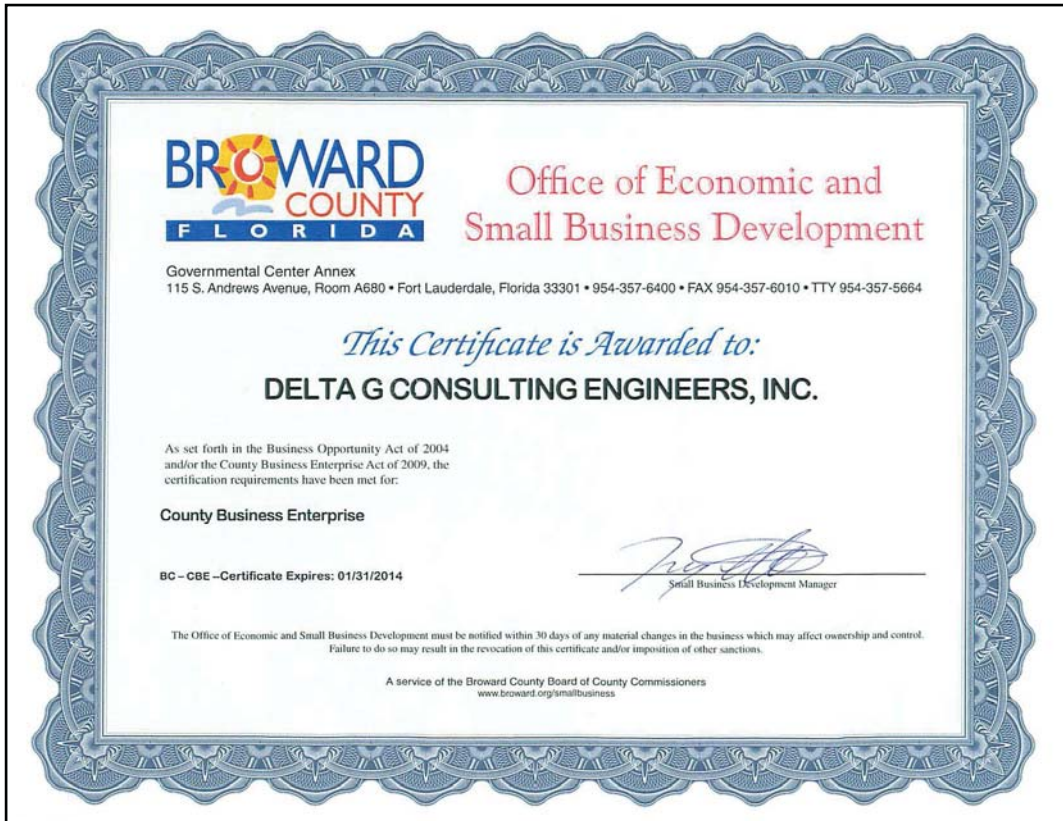 BROWARD
COUNTY
FLORIDA
Office of Economic and
Small Business Development
Governmental Center Annex
115 S. Andrews Avenue, Room A680 • Fort Lauderdale, Florida 33301 • 954-357-6400 • FAX 954-357-6010 • TTY 954-357-5664
This Certificate is Awarded to:
DELTA G CONSULTING ENGINEERS, INC.
As set forth in the Business Opportunity Act of 2004
and/or the County Business Enterprise Act of 2009, the
certification requirements have been met for:
County Business Enterprise
BC – CBE –Certificate Expires: 01/31/2014
Small Business Development Manager
The Office of Economic and Small Business Development must be notified within 30 days of any material changes in the business which may affect ownership and control.
Failure to do so may result in the revocation of this certificate and/or imposition of other sanctions.
A service of the Broward County Board of County Commissioners
www.broward.org/smallbusiness